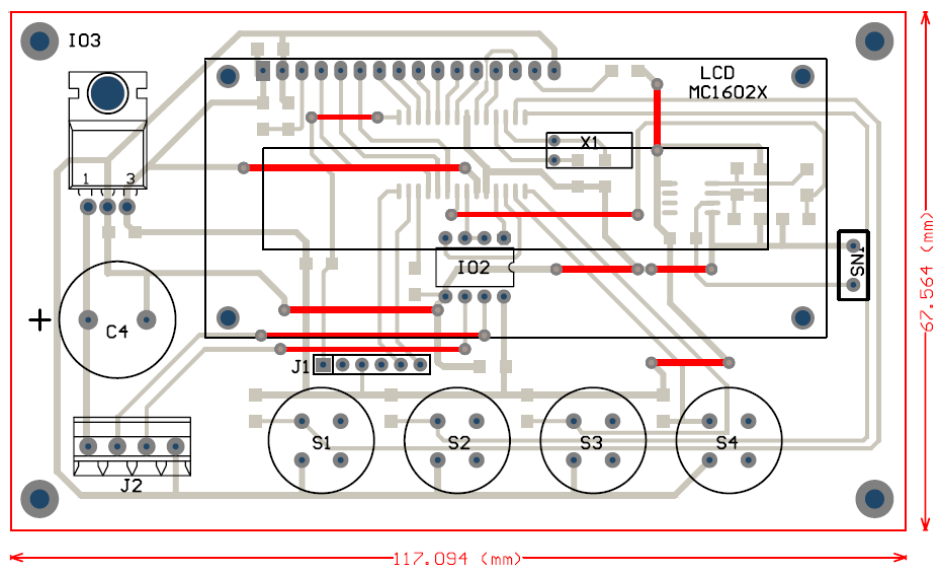 IO3
LCD
MC1602X
X1
1 3
SN1
IO2
+
C4
J1
S1
S2
S3
S4
J2
67.564 (mm)
117.094 (mm)